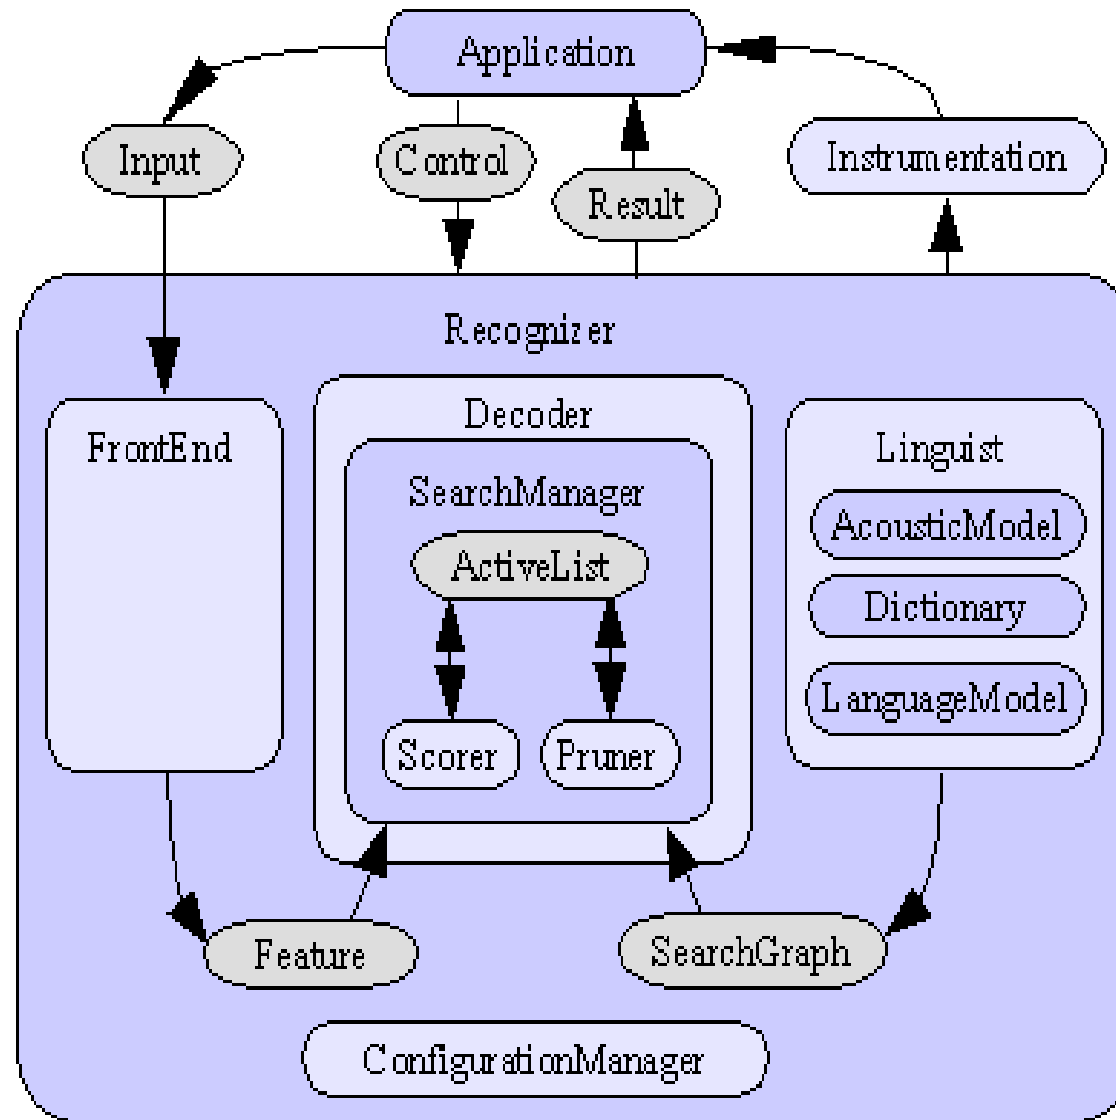 Application
Input
Control
Result
Instrumentation
Recognizer
FrontEnd
Decoder
SearchManager
ActiveList
Scorer
Pruner
Linguist
AcousticModel
Dictionary
LanguageModel
Feature
SearchGraph
ConfigurationManager